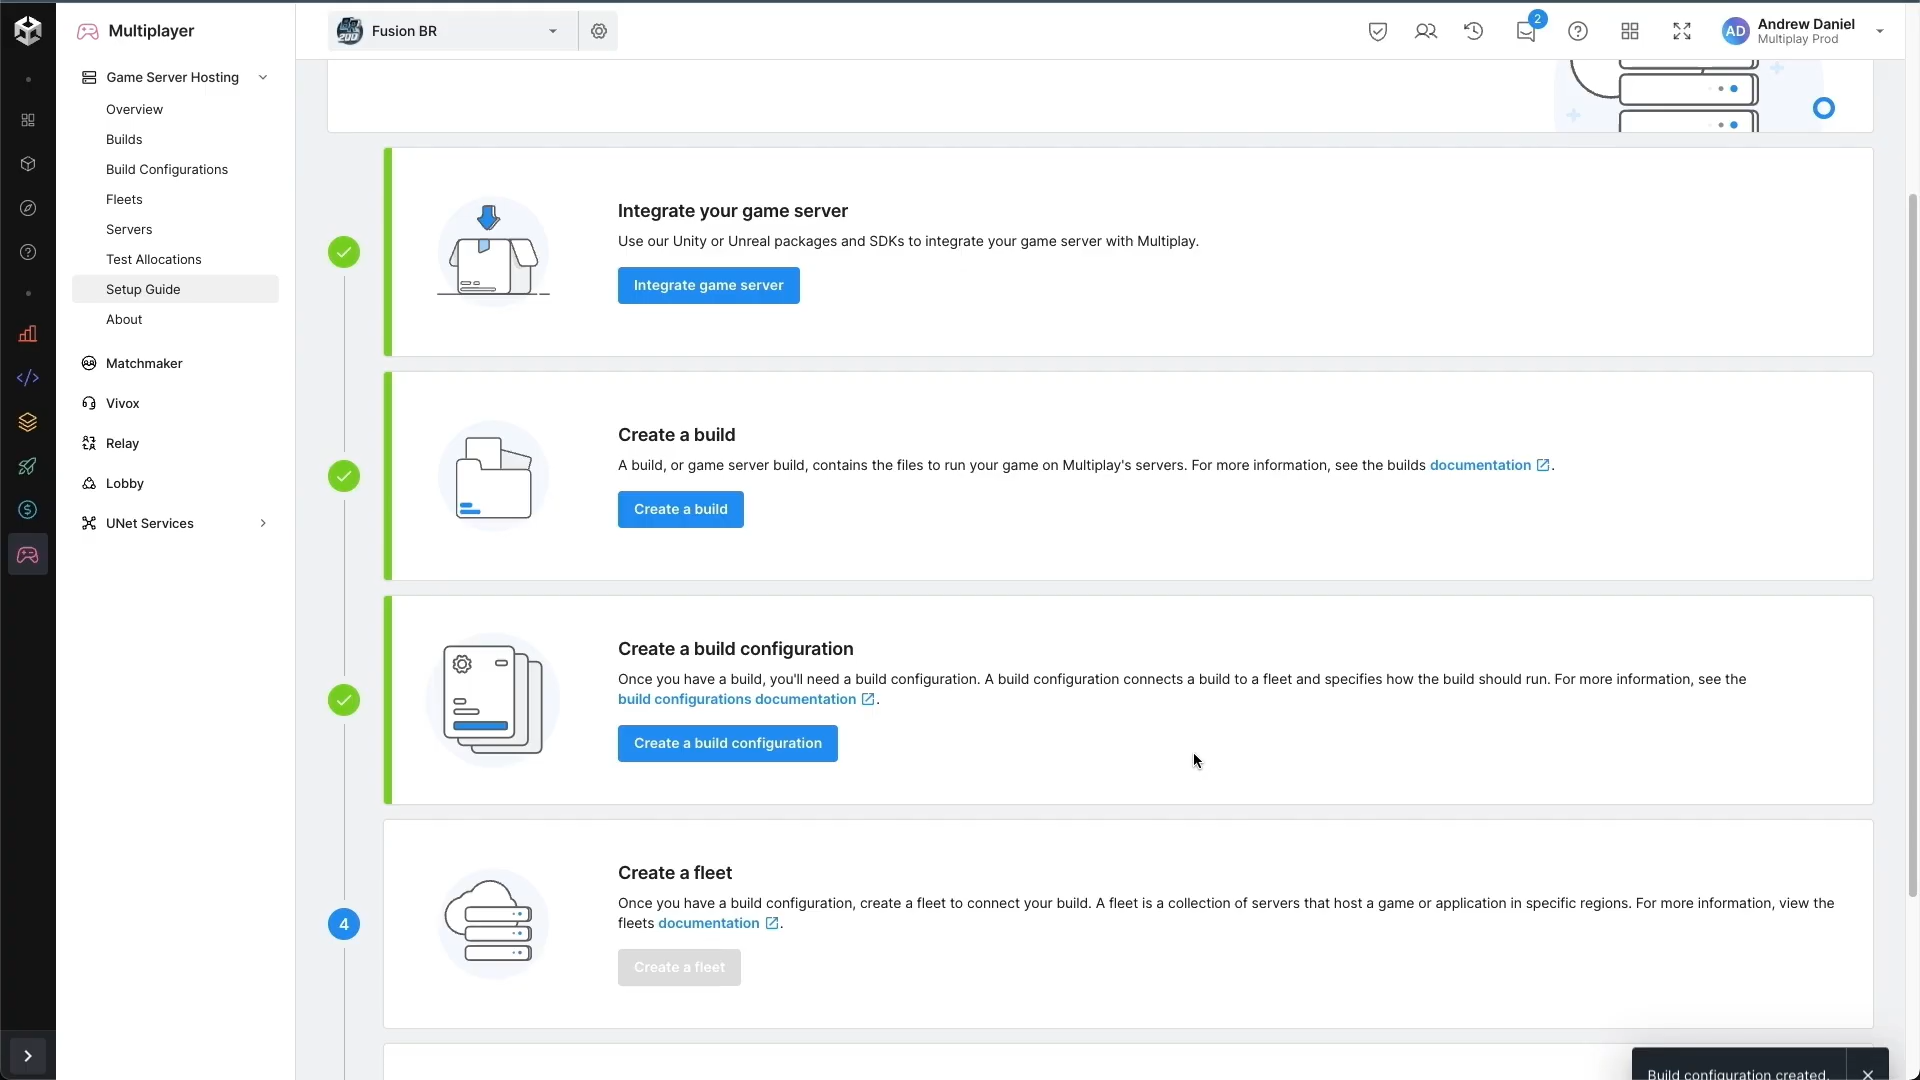 Multiplayer
Fusion BR
2
AD
Andrew Daniel
Multiplay Prod
Game Server Hosting
Overview
Builds
Build Configurations
Fleets
Servers
Test Allocations
Setup Guide
About
Matchmaker
Vivox
Relay
Lobby
UNet Services
Integrate your game server
Use our Unity or Unreal packages and SDKs to integrate your game server with Multiplay.
Integrate game server
Create a build
A build, or game server build, contains the files to run your game on Multiplay's servers. For more information, see the builds documentation.
Create a build
Create a build configuration
Once you have a build, you'll need a build configuration. A build configuration connects a build to a fleet and specifies how the build should run. For more information, see the
build configurations documentation.
Create a build configuration
4
Create a fleet
Once you have a build configuration, create a fleet to connect your build. A fleet is a collection of servers that host a game or application in specific regions. For more information, view the
fleets documentation.
Create a fleet
Build configuration created.